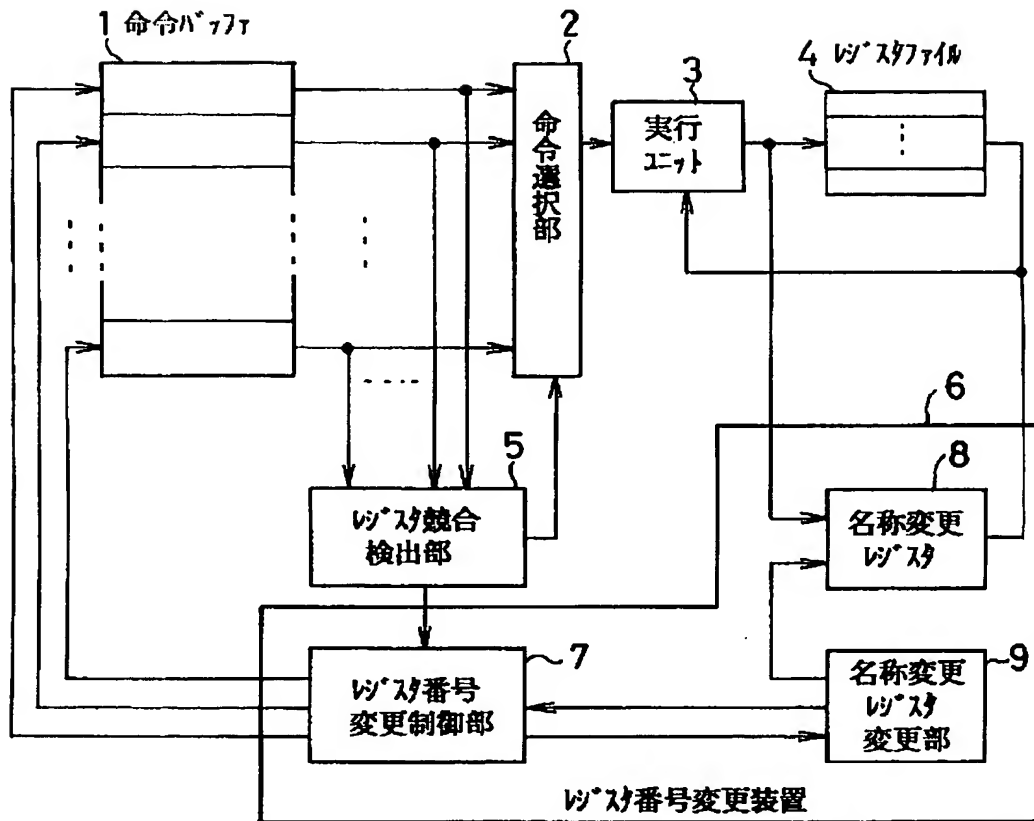 1 命令ﾊﾞｯﾌｧ
2
命令選択部
3
実行
ﾕﾆｯﾄ
4 ﾚｼﾞｽﾀﾌｧｲﾙ
5
ﾚｼﾞｽﾀ競合
検出部
6
7
ﾚｼﾞｽﾀ番号
変更制御部
8
名称変更
ﾚｼﾞｽﾀ
9
名称変更
ﾚｼﾞｽﾀ
変更部
ﾚｼﾞｽﾀ番号変更装置